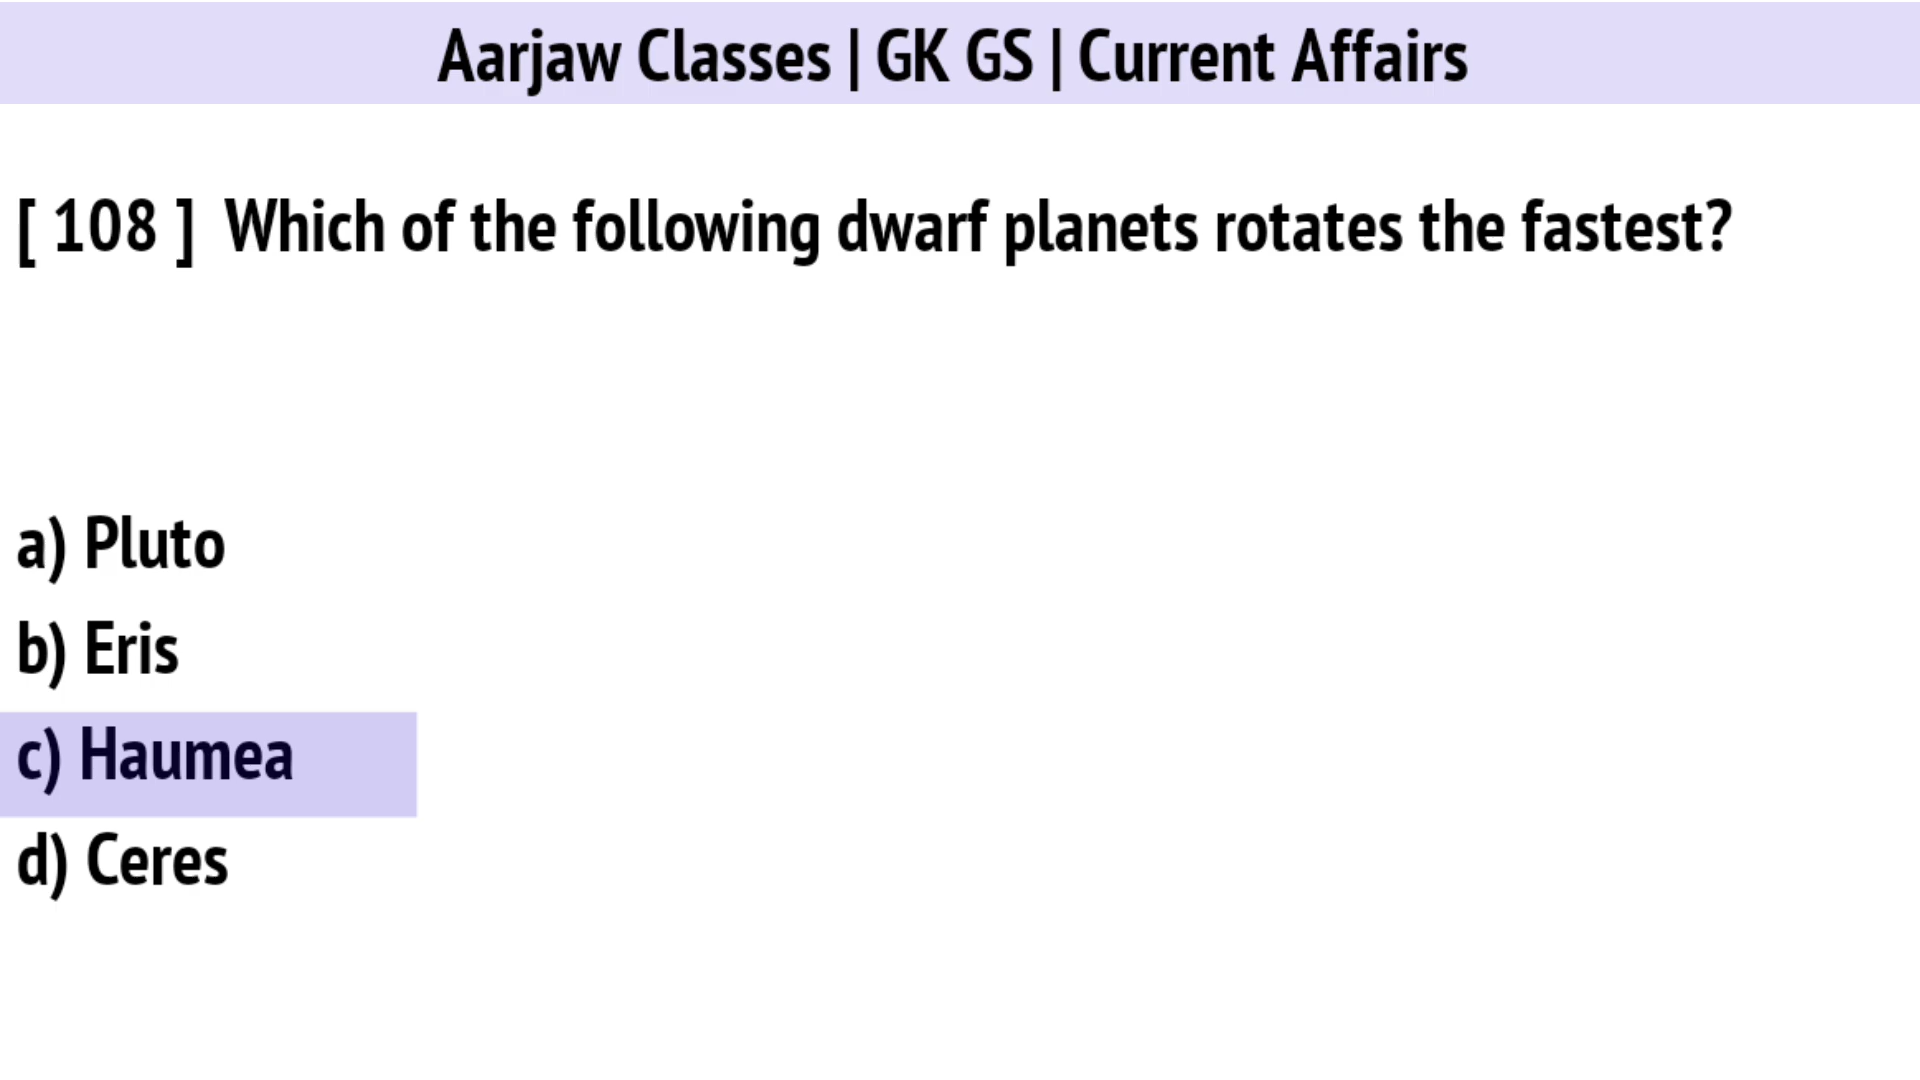 Aarjaw Classes | GK GS | Current Affairs
[ 108 ] Which of the following dwarf planets rotates the fastest?
a) Pluto
b) Eris
c) Haumea
d) Ceres